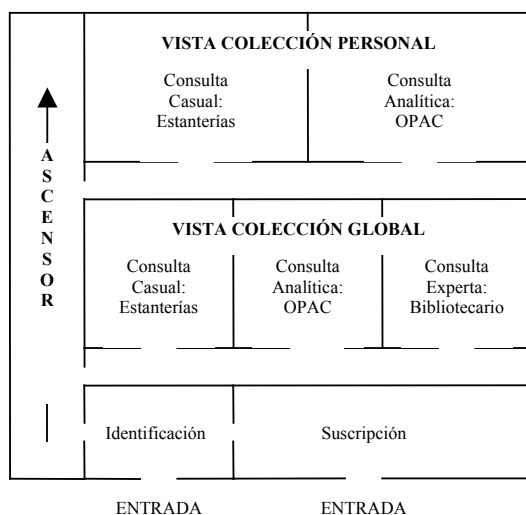 VISTA COLECCIÓN PERSONAL
Consulta
Casual:
Estanterías
Consulta
Analítica:
OPAC
A
S
C
E
N
S
O
R
VISTA COLECCIÓN GLOBAL
Consulta
Casual:
Estanterías
Consulta
Analítica:
OPAC
Consulta
Experta:
Bibliotecario
Identificación
Suscripción
ENTRADA
ENTRADA